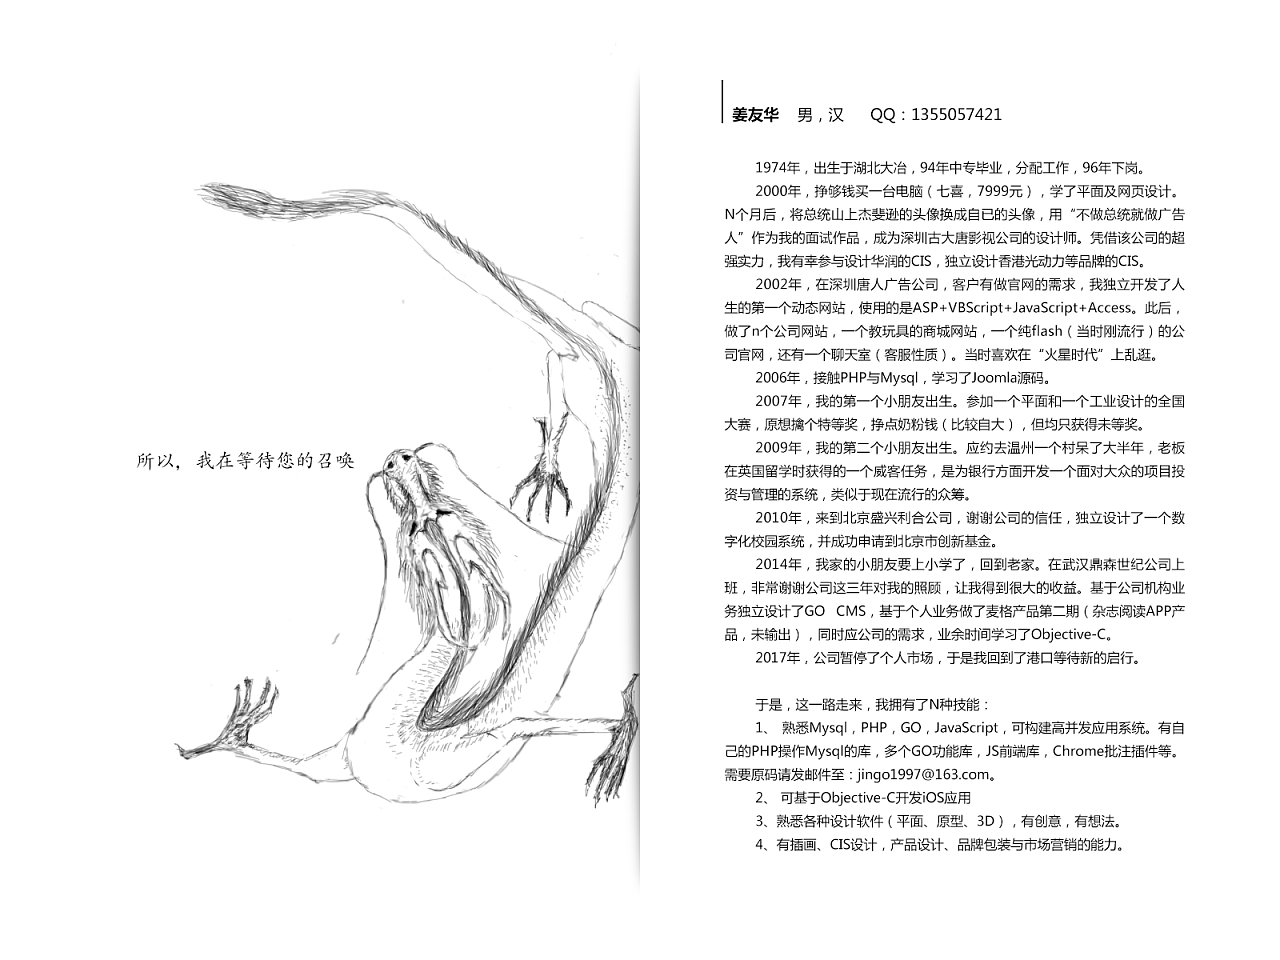 所以，我在等待您的召唤
姜友华 男，汉 QQ：1355057421
1974年，出生于湖北大冶，94年中专毕业，分配工作，96年下岗。
2000年，挣够钱买一台电脑（七喜，7999元），学了平面及网页设计。
N个月后，将总统山上杰斐逊的头像换成自已的头像，用“不做总统就做广告
人”作为我的面试作品，成为深圳古大唐影视公司的设计师。凭借该公司的超
强实力，我有幸参与设计华润的CIS，独立设计香港光动力等品牌的CIS。
2002年，在深圳唐人广告公司，客户有做官网的需求，我独立开发了人
生的第一个动态网站，使用的是ASP+VBScript+JavaScript+Access。此后，
做了n个公司网站，一个教玩具的商城网站，一个纯flash（当时刚流行）的公
司官网，还有一个聊天室（客服性质）。当时喜欢在“火星时代”上乱逛。
2006年，接触PHP与Mysql，学习了Joomla源码。
2007年，我的第一个小朋友出生。参加一个平面和一个工业设计的全国
大赛，原想擒个特等奖，挣点奶粉钱（比较自大），但均只获得未等奖。
2009年，我的第二个小朋友出生。应约去温州一个村呆了大半年，老板
在英国留学时获得的一个威客任务，是为银行方面开发一个面对大众的项目投
资与管理的系统，类似于现在流行的众筹。
2010年，来到北京盛兴利合公司，谢谢公司的信任，独立设计了一个数
字化校园系统，并成功申请到北京市创新基金。
2014年，我家的小朋友要上小学了，回到老家。在武汉鼎森世纪公司上
班，非常谢谢公司这三年对我的照顾，让我得到很大的收益。基于公司机构业
务独立设计了GO CMS，基于个人业务做了麦格产品第二期（杂志阅读APP产
品，未输出），同时应公司的需求，业余时间学习了Objective-C。
2017年，公司暂停了个人市场，于是我回到了港口等待新的启行。
于是，这一路走来，我拥有了N种技能：
1、 熟悉Mysql，PHP，GO，JavaScript，可构建高并发应用系统。有自
己的PHP操作Mysql的库，多个GO功能库，JS前端库，Chrome批注插件等。
需要原码请发邮件至：jingo1997@163.com。
2、 可基于Objective-C开发iOS应用
3、熟悉各种设计软件（平面、原型、3D），有创意，有想法。
4、有插画、CIS设计，产品设计、品牌包装与市场营销的能力。